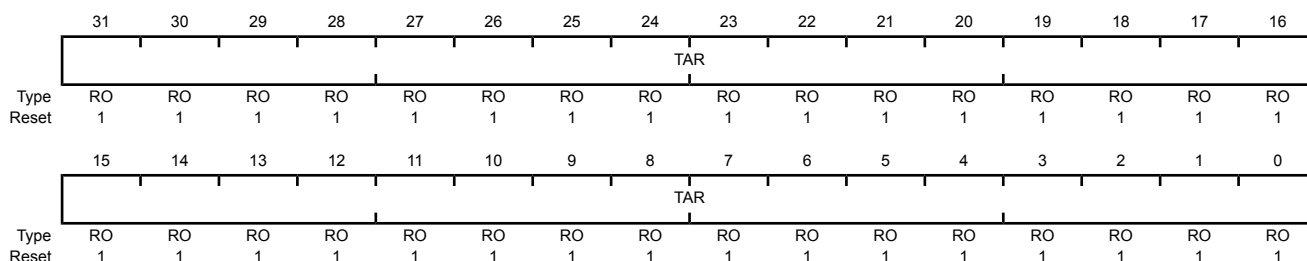 31 30 29 28 27 26 25 24 23 22 21 20 19 18 17 16
TAR
Type RO RO RO RO RO RO RO RO RO RO RO RO RO RO RO RO
Reset 1 1 1 1 1 1 1 1 1 1 1 1 1 1 1 1
15 14 13 12 11 10 9 8 7 6 5 4 3 2 1 0
TAR
Type RO RO RO RO RO RO RO RO RO RO RO RO RO RO RO RO
Reset 1 1 1 1 1 1 1 1 1 1 1 1 1 1 1 1